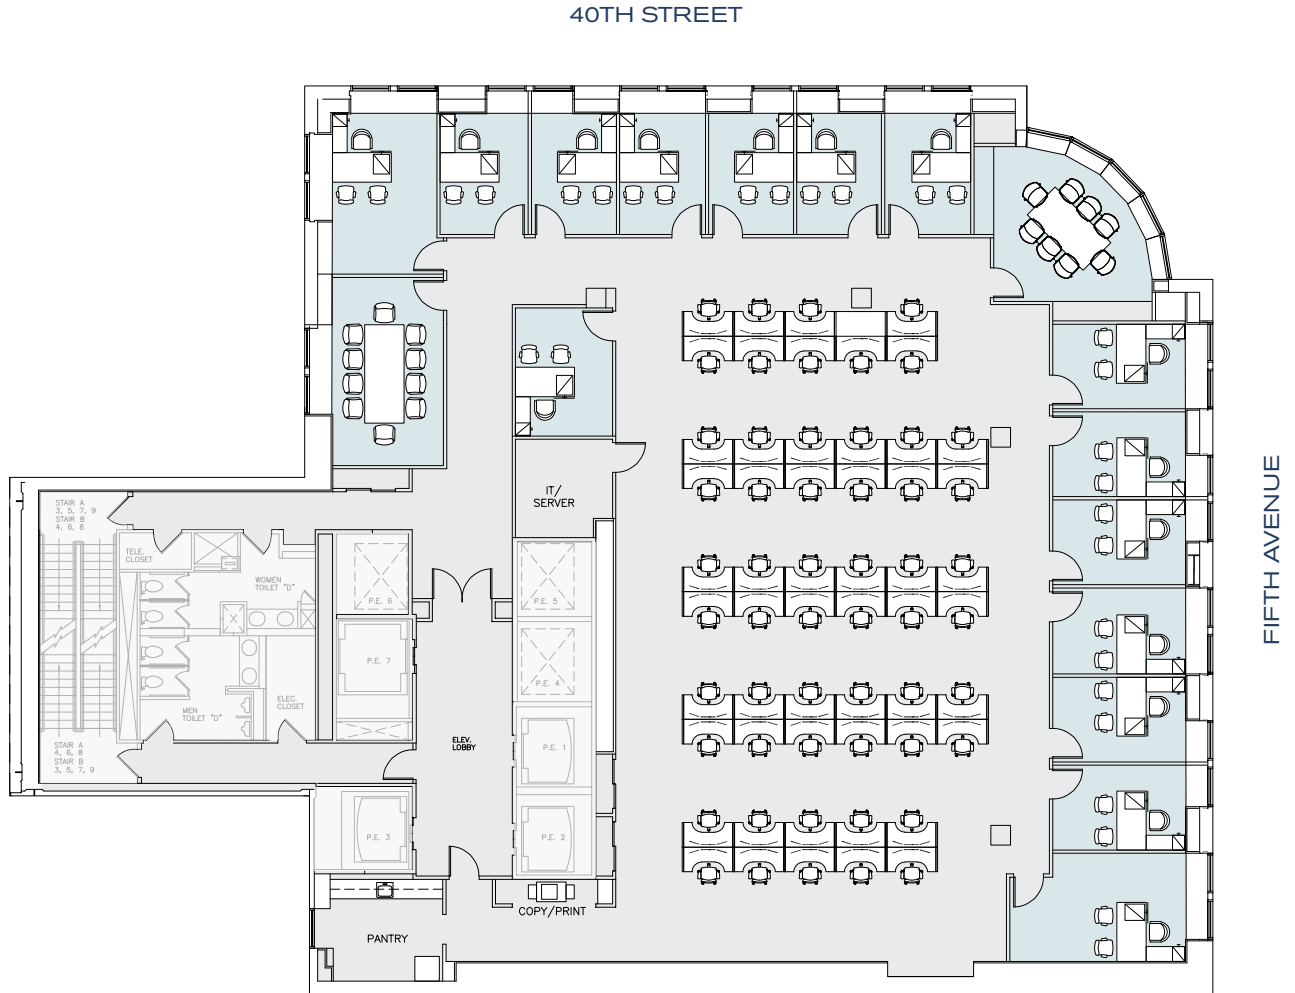 40TH STREET
FIFTH AVENUE
IT/
SERVER
STAIR A
3, 5, 7, 9
STAIR B
4, 6, 8
TELE.
CLOSET
WOMEN
TOILET "D"
P.E. 6
P.E. 5
P.E. 7
P.E. 4
ELEC.
CLOSET
MEN
TOILET "D"
ELEV.
LOBBY
P.E. 1
STAIR A
4, 6, 8
STAIR B
3, 5, 7, 9
P.E. 3
P.E. 2
COPY/PRINT
PANTRY